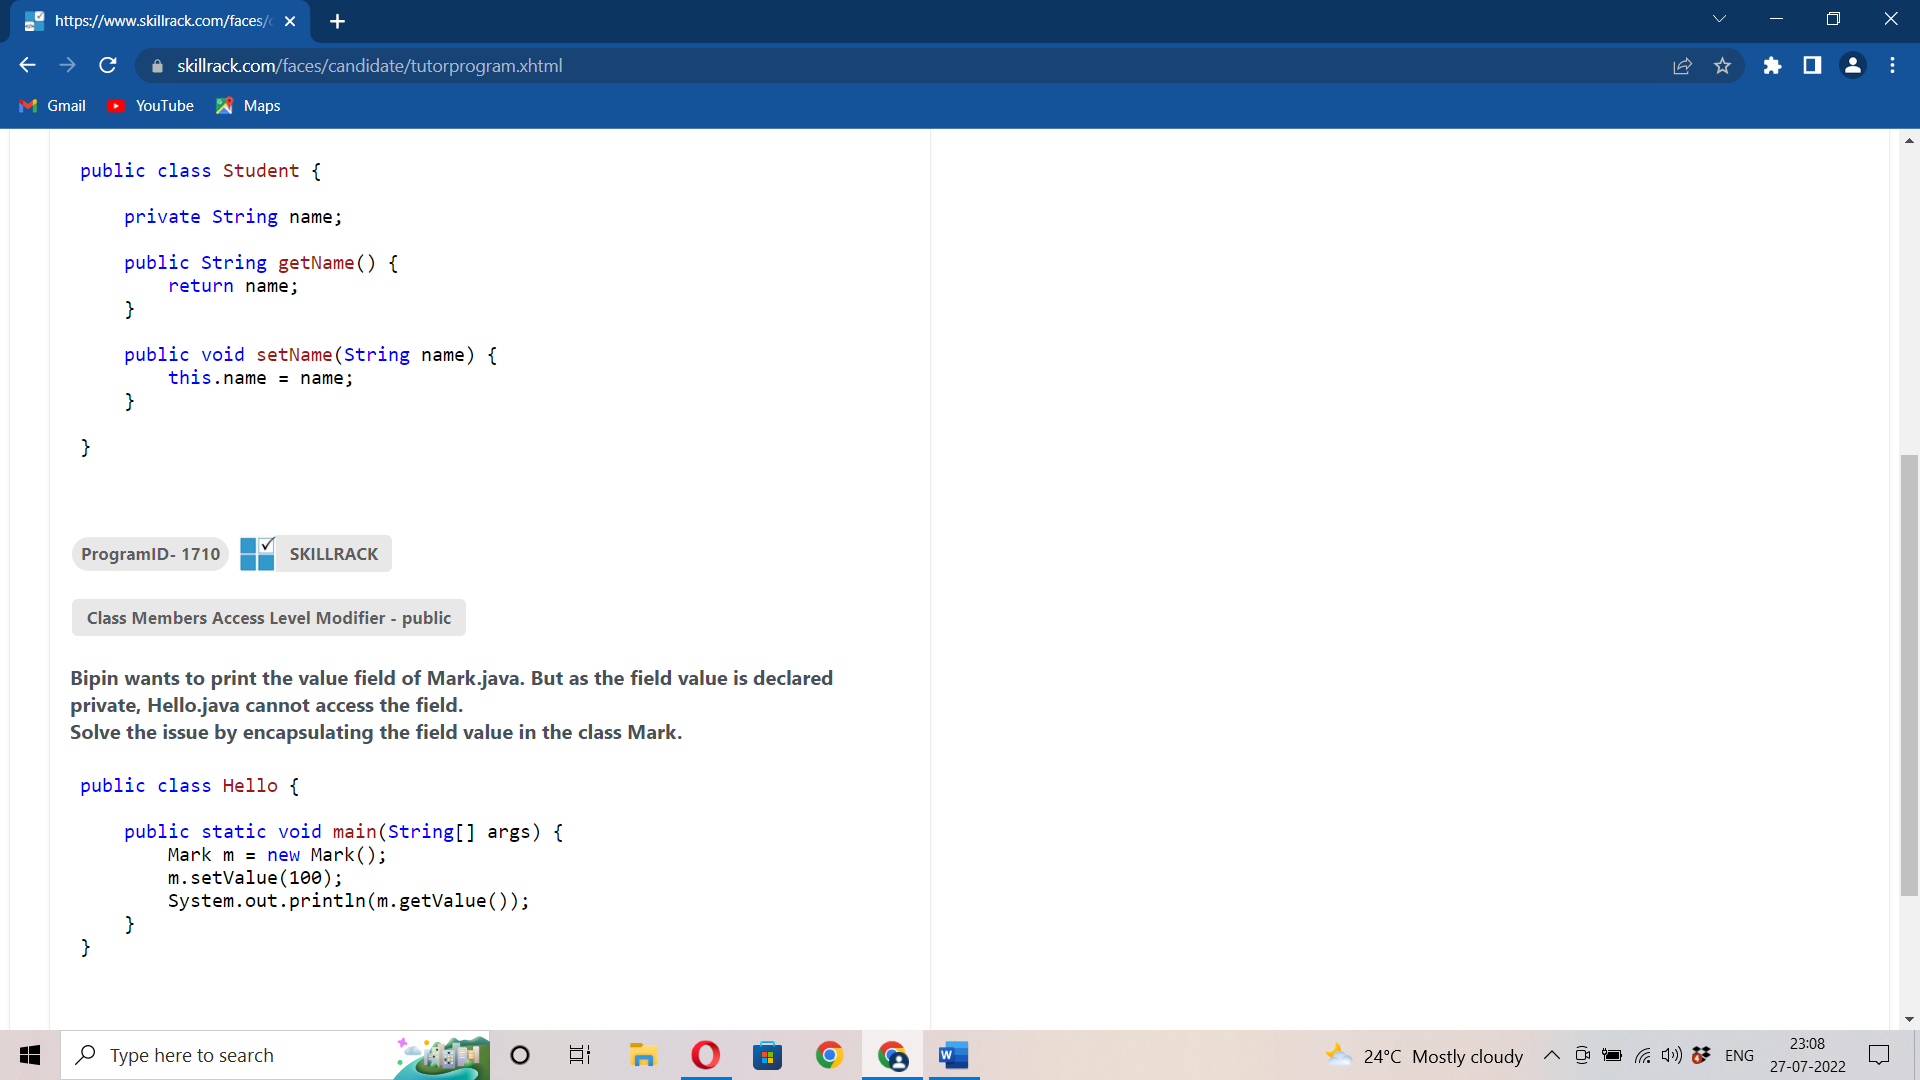 https://www.skillrack.com/faces/c
skillrack.com/faces/candidate/tutorprogram.xhtml
Gmail YouTube Maps
public class Student {
private String name;
public String getName() {
return name;
}
public void setName(String name) {
this.name = name;
}
}
ProgramID- 1710 SKILLRACK
Class Members Access Level Modifier - public
Bipin wants to print the value field of Mark.java. But as the field value is declared
private, Hello.java cannot access the field.
Solve the issue by encapsulating the field value in the class Mark.
public class Hello {
public static void main(String[] args) {
Mark m = new Mark();
m.setValue(100);
System.out.println(m.getValue());
}
}
Type here to search
24°C Mostly cloudy
ENG
23:08
27-07-2022